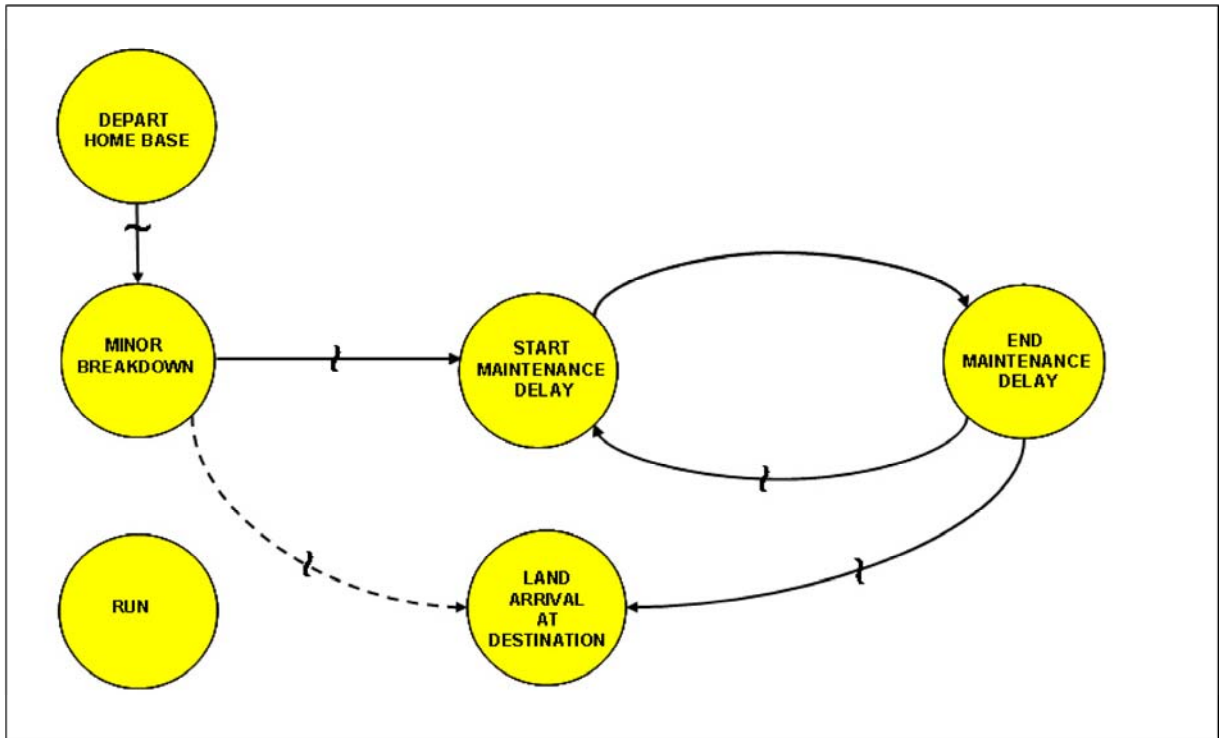 DEPART
HOME BASE
MINOR
BREAKDOWN
START
MAINTENANCE
DELAY
END
MAINTENANCE
DELAY
RUN
LAND
ARRIVAL
AT
DESTINATION